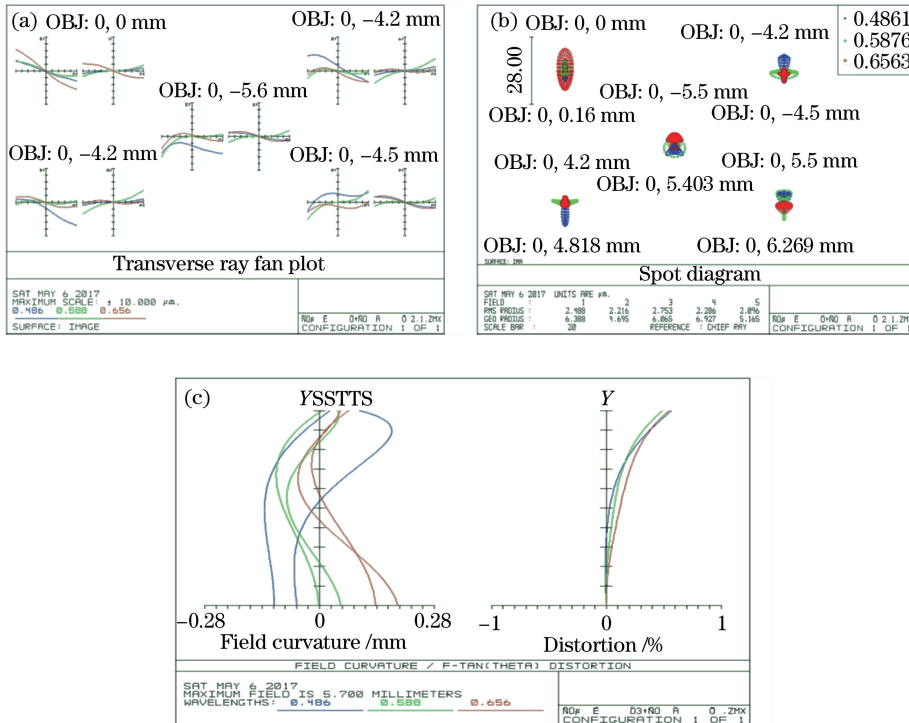 (a)
OBJ: 0, 0 mm
OBJ: 0, −4.2 mm
OBJ: 0, −5.6 mm
OBJ: 0, −4.2 mm
OBJ: 0, −4.5 mm
Transverse ray fan plot
SAT MAY 6 2017
MAXIMUM SCALE: ± 10.000 µm.
0.486 0.588 0.656
SURFACE: IMAGE
CONFIGURATION 1 OF 1
(b)
OBJ: 0, 0 mm
OBJ: 0, −4.2 mm
0.4861
0.5876
0.6563
28.00
OBJ: 0, −5.5 mm
OBJ: 0, 0.16 mm
OBJ: 0, −4.5 mm
OBJ: 0, 4.2 mm
OBJ: 0, 5.5 mm
OBJ: 0, 5.403 mm
OBJ: 0, 4.818 mm
OBJ: 0, 6.269 mm
SURFACE: IMA
Spot diagram
SAT MAY 6 2017 UNITS ARE µm.
FIELD : 1 2 3 4 5
RMS RADIUS : 2.488 2.216 2.753 2.286 2.096
GEO RADIUS : 6.388 4.695 6.065 6.927 5.165
SCALE BAR : 20 REFERENCE : CHIEF RAY
CONFIGURATION 1 OF 1
(c)
YSSTTS
Y
−0.28 0 0.28
Field curvature /mm
−1 0 1
Distortion /%
FIELD CURVATURE / F-TAN(THETA) DISTORTION
SAT MAY 6 2017
MAXIMUM FIELD IS 5.700 MILLIMETERS
WAVELENGTHS: 0.486 0.588 0.656
CONFIGURATION 1 OF 1